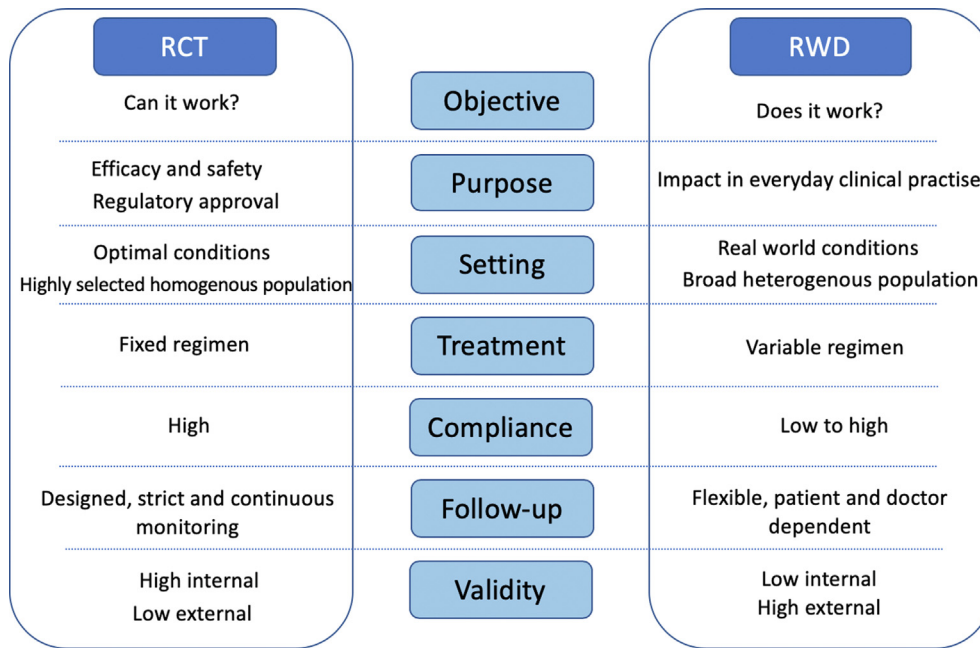 RCT
RWD
Can it work?
Objective
Does it work?
Efficacy and safety
Regulatory approval
Purpose
Impact in everyday clinical practise
Optimal conditions
Highly selected homogenous population
Setting
Real world conditions
Broad heterogenous population
Fixed regimen
Treatment
Variable regimen
High
Compliance
Low to high
Designed, strict and continuous
monitoring
Follow-up
Flexible, patient and doctor
dependent
High internal
Low external
Validity
Low internal
High external